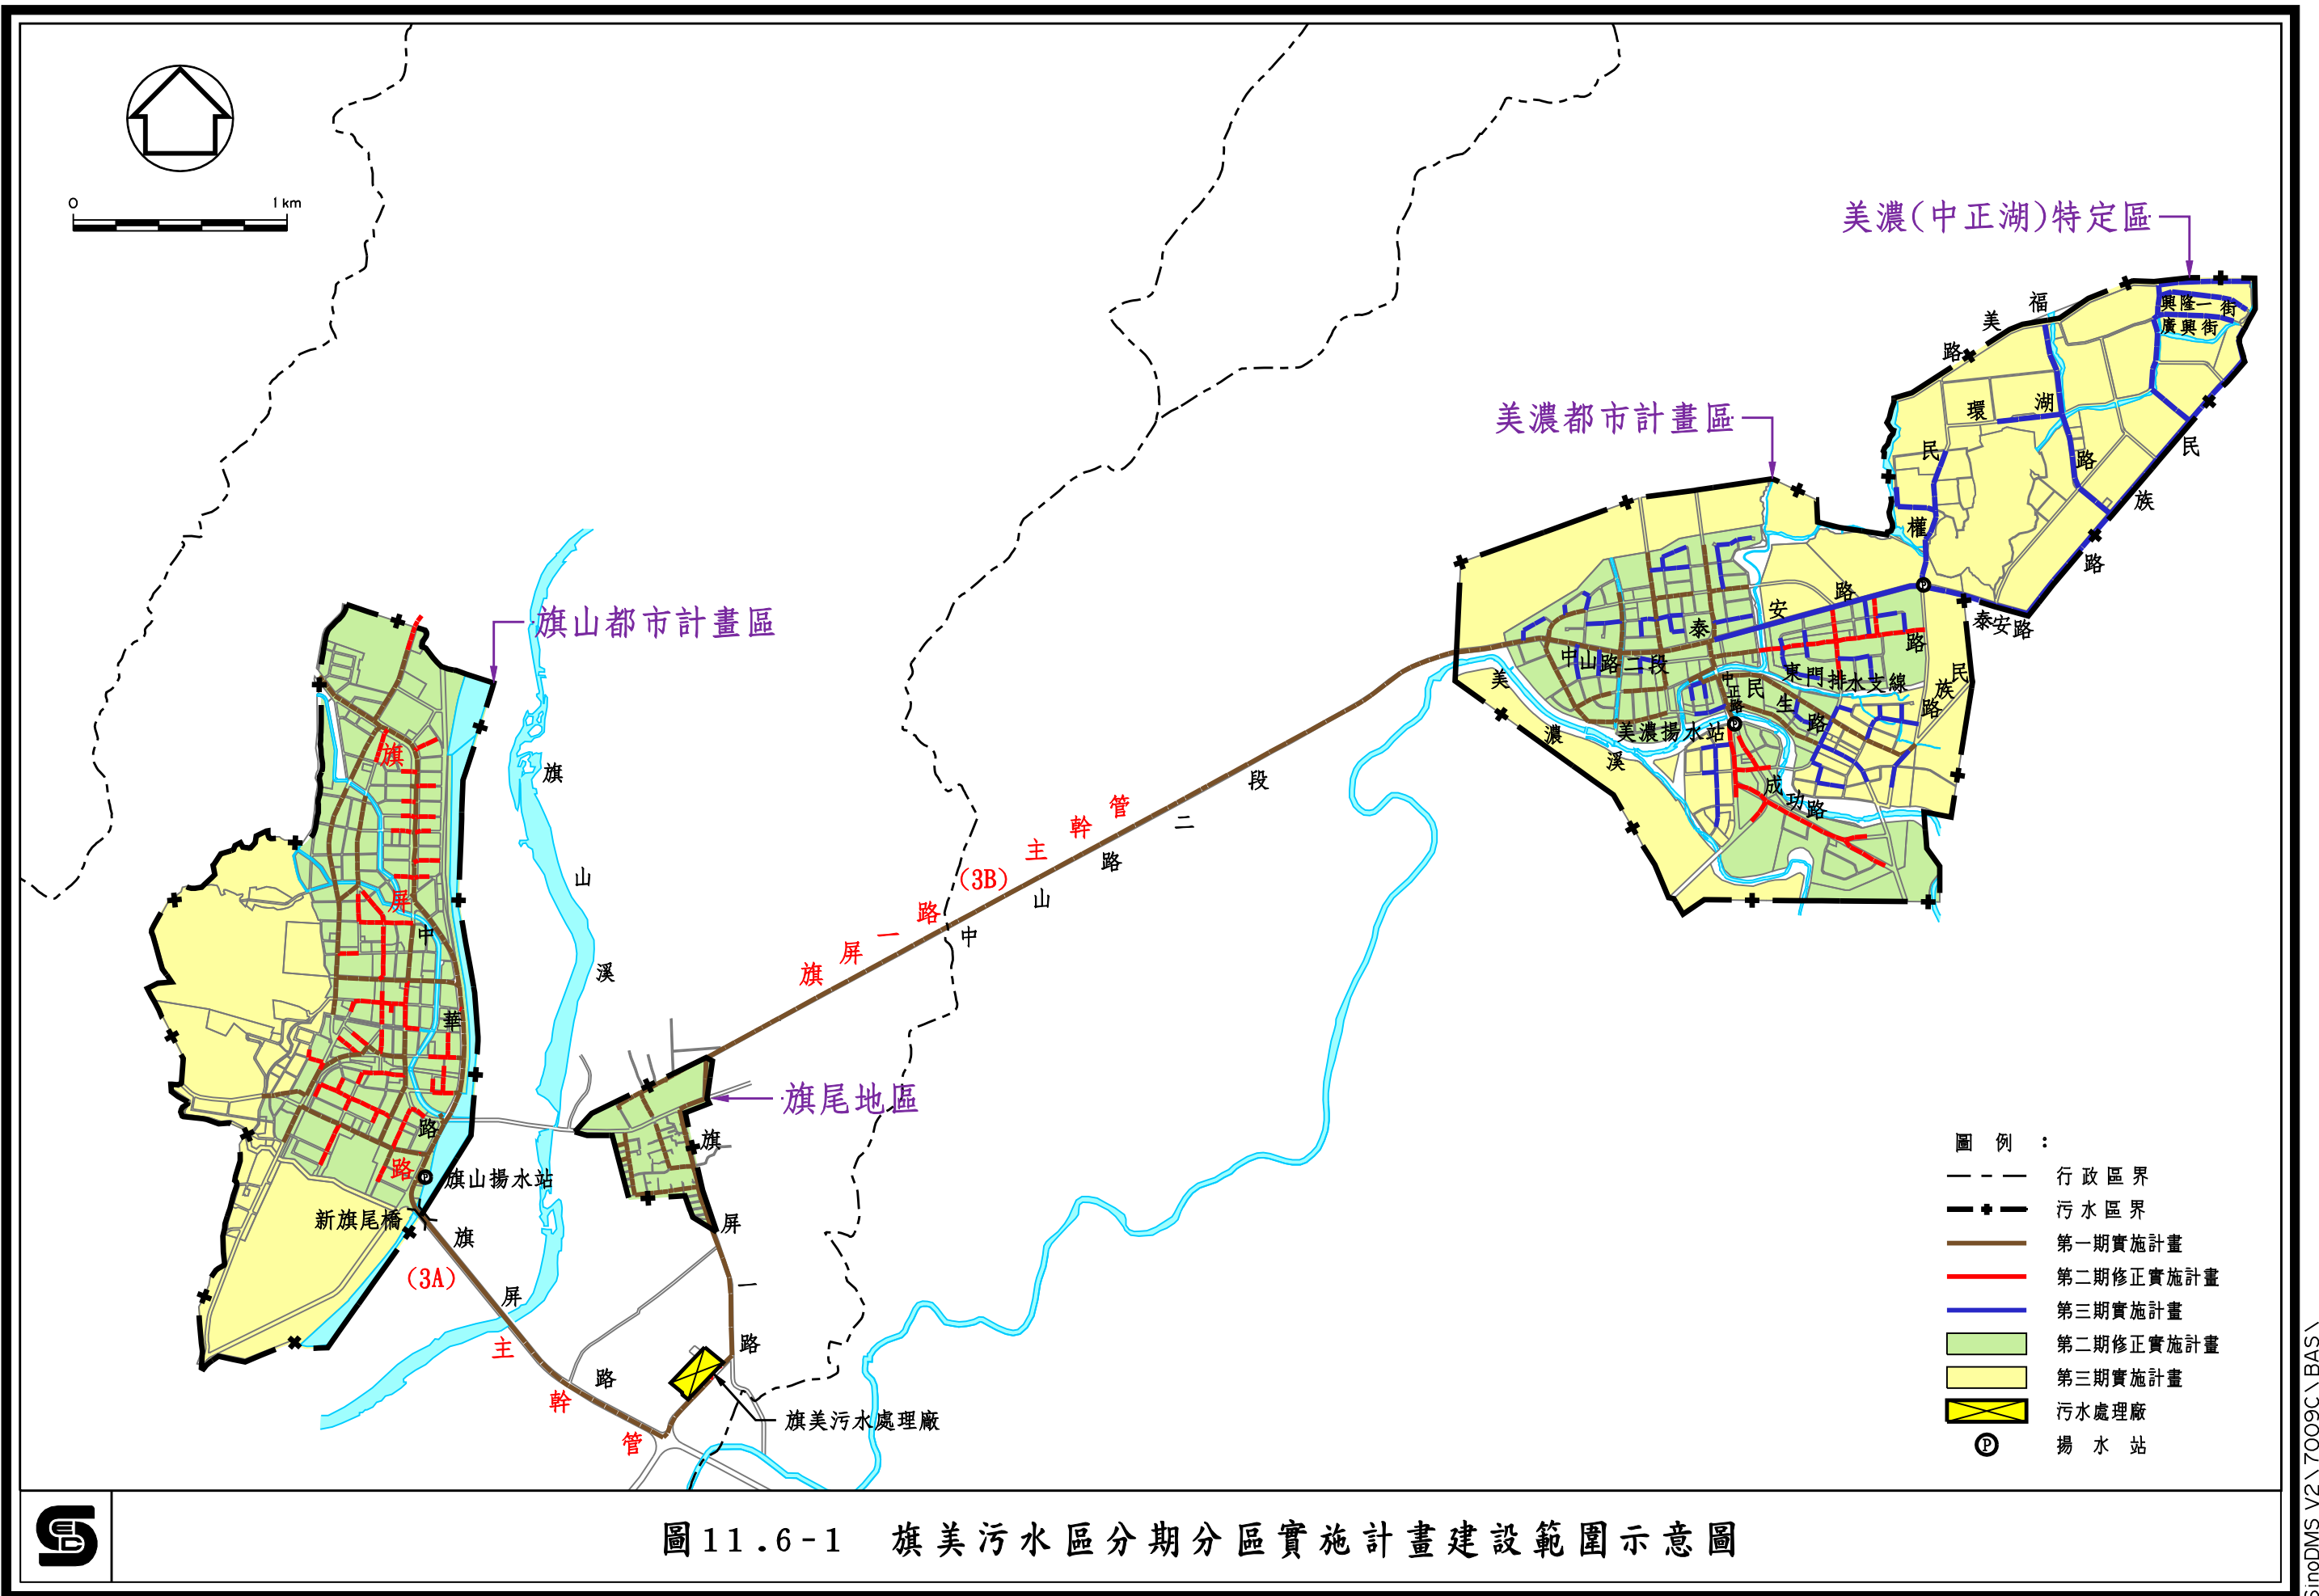 0 1 km
美濃(中正湖)特定區
美濃都市計畫區
旗山都市計畫區
旗尾地區
福
美
路
興隆一街
廣興街
環湖
路
民
權
民
族
路
泰安路
泰安路
中山路二段
東門排水支線
路
民
族
路
中正路
民生路
美濃揚水站
成功路
美
濃
溪
旗
屏
路
中
華
路
旗山揚水站
新旗尾橋
旗
山
溪
旗屏一路(3B)主幹管
中山路二段
旗
屏
一
路
(3A)
主
幹
管
旗
屏
路
旗美污水處理廠
圖例:
行政區界
污水區界
第一期實施計畫
第二期修正實施計畫
第三期實施計畫
第二期修正實施計畫
第三期實施計畫
污水處理廠
P 揚水站
SED
圖11.6-1 旗美污水區分期分區實施計畫建設範圍示意圖
SinoDMS V2\7009C\BAS\